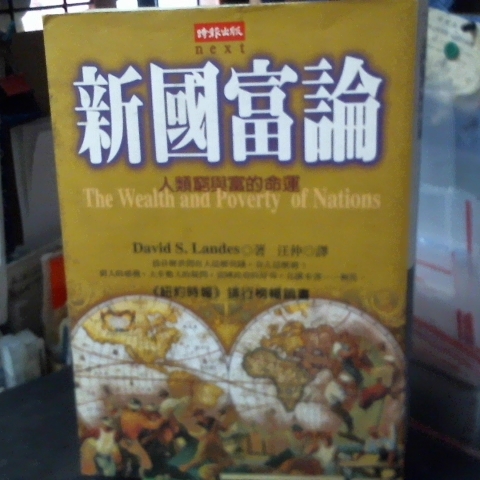 時報出版
next
新國富論
人類窮與富的命運
The Wealth and Poverty of Nations
David S. Landes◎著 汪仲◎譯
《紐約時報》排行榜暢銷書